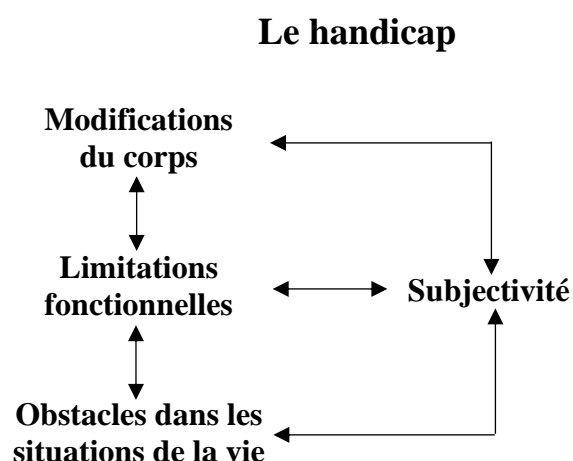 Le handicap
Modifications
du corps
Limitations
fonctionnelles
Subjectivité
Obstacles dans les
situations de la vie